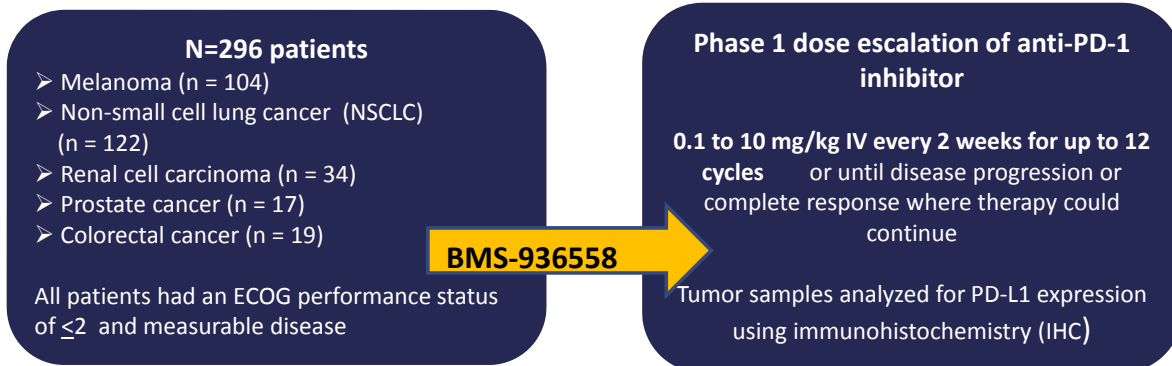 N=296 patients
➢ Melanoma (n = 104)
➢ Non-small cell lung cancer (NSCLC)
(n = 122)
➢ Renal cell carcinoma (n = 34)
➢ Prostate cancer (n = 17)
➢ Colorectal cancer (n = 19)
All patients had an ECOG performance status
of <2 and measurable disease
BMS-936558
Phase 1 dose escalation of anti-PD-1
inhibitor
0.1 to 10 mg/kg IV every 2 weeks for up to 12
cycles or until disease progression or
complete response where therapy could
continue
Tumor samples analyzed for PD-L1 expression
using immunohistochemistry (IHC)